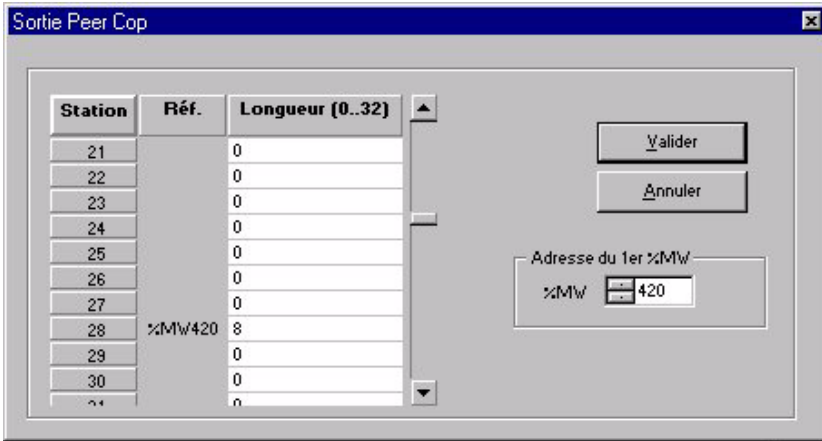 Sortie Peer Cop
Station Réf. Longueur (0..32)
21 0
22 0
23 0
24 0
25 0
26 0
27 0
28 %MW420 8
29 0
30 0
Valider
Annuler
Adresse du 1er %MW
%MW 420